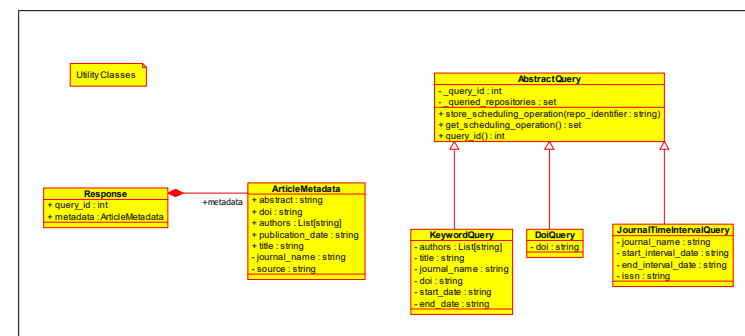 Utility Classes
AbstractQuery
- _query_id : int
- _queried_repositories : set
+ store_scheduling_operation(repo_identifier : string)
+ get_scheduling_operation() : set
+ query_id() : int
Response
+ query_id : int
+ metadata : ArticleMetadata
+metadata
ArticleMetadata
+ abstract : string
+ doi : string
+ authors : List[string]
+ publication_date : string
+ title : string
- journal_name : string
- source : string
KeywordQuery
- authors : List[string]
- title : string
- journal_name : string
- doi : string
- start_date : string
- end_date : string
DoiQuery
- doi : string
JournalTimeIntervalQuery
- journal_name : string
- start_interval_date : string
- end_interval_date : string
- issn : string